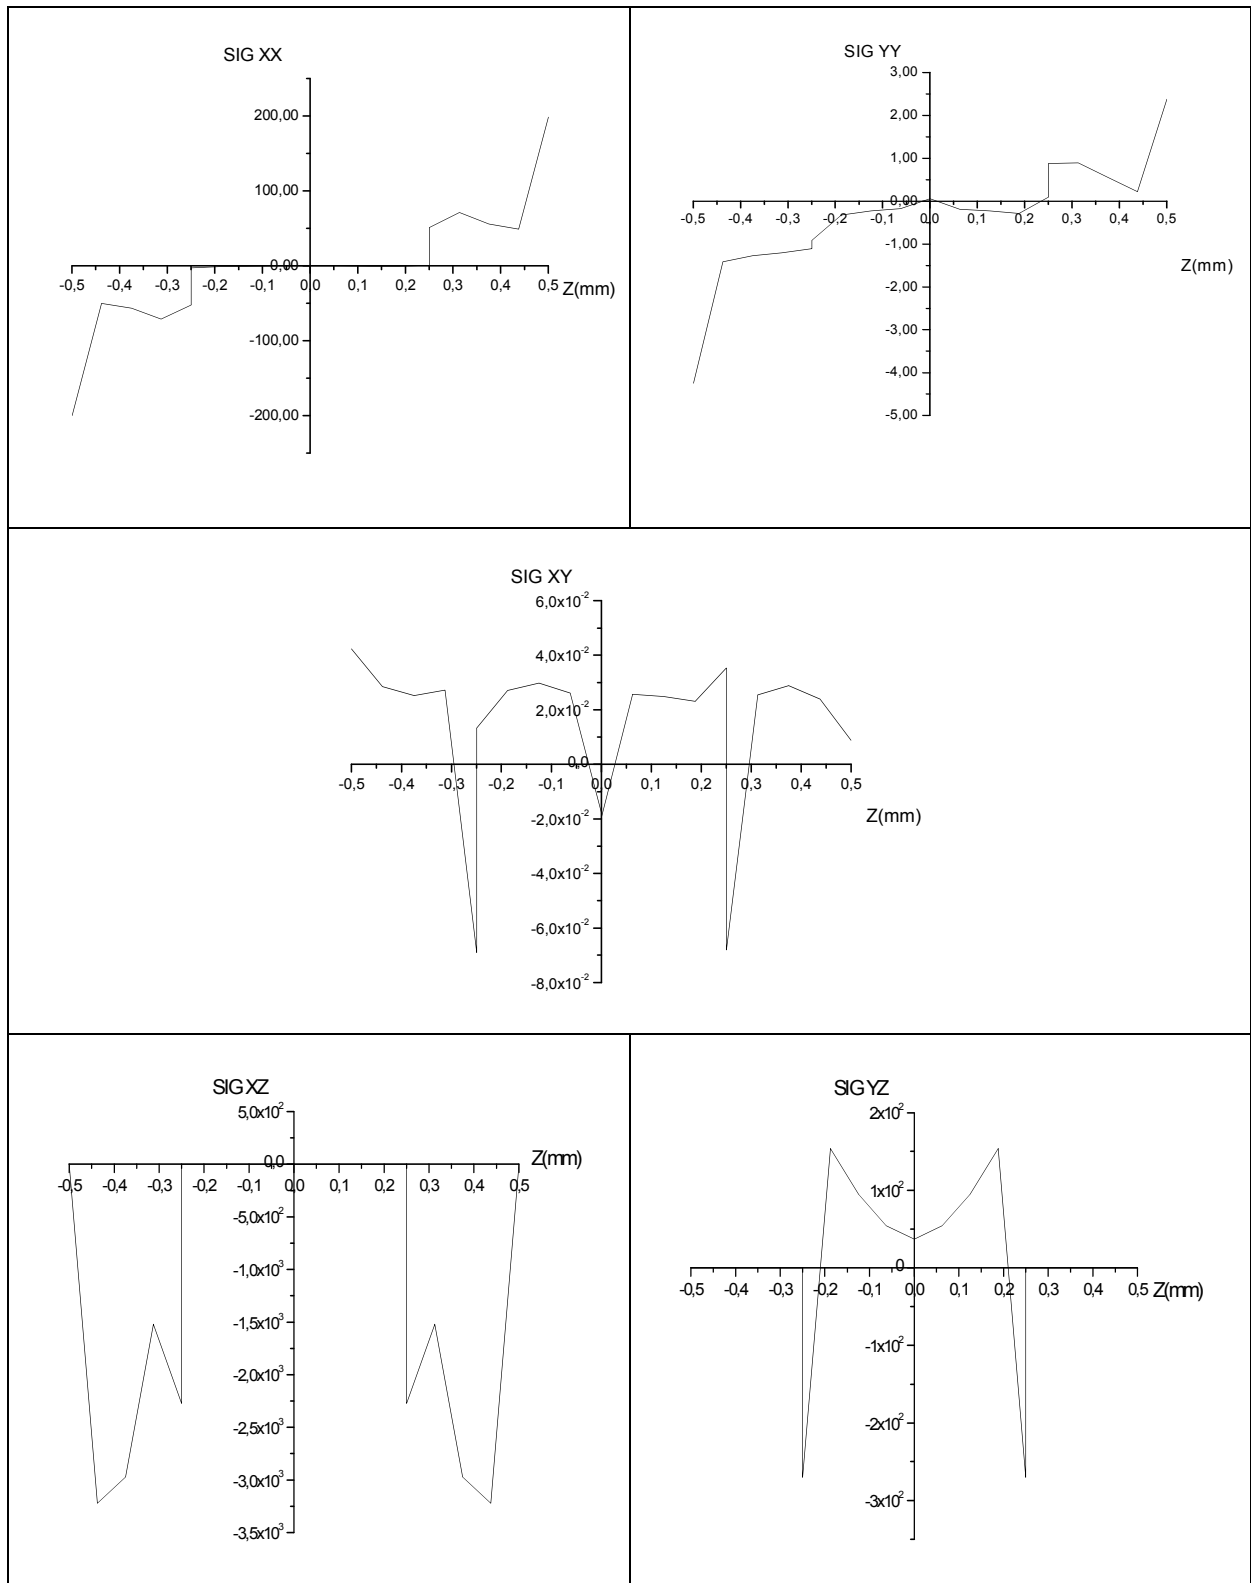 SIG XX
200,00
100,00
0,00
-0,5 -0,4 -0,3 -0,2 -0,1 0,0 0,1 0,2 0,3 0,4 0,5 Z(mm)
-100,00
-200,00
SIG YY
3,00
2,00
1,00
0,00
-0,5 -0,4 -0,3 -0,2 -0,1 0,0 0,1 0,2 0,3 0,4 0,5
-1,00
Z(mm)
-2,00
-3,00
-4,00
-5,00
SIG XY
6,0x10-2
4,0x10-2
2,0x10-2
0,0
-0,5 -0,4 -0,3 -0,2 -0,1 0,0 0,1 0,2 0,3 0,4 0,5
Z(mm)
-2,0x10-2
-4,0x10-2
-6,0x10-2
-8,0x10-2
SIG XZ
5,0x10²
0,0
Z(mm)
-0,5 -0,4 -0,3 -0,2 -0,1 0,0 0,1 0,2 0,3 0,4 0,5
-5,0x10²
-1,0x10³
-1,5x10³
-2,0x10³
-2,5x10³
-3,0x10³
-3,5x10³
SIG YZ
2x10²
1x10²
0
-0,5 -0,4 -0,3 -0,2 -0,1 0,0 0,1 0,2 0,3 0,4 0,5 Z(mm)
-1x10²
-2x10²
-3x10²